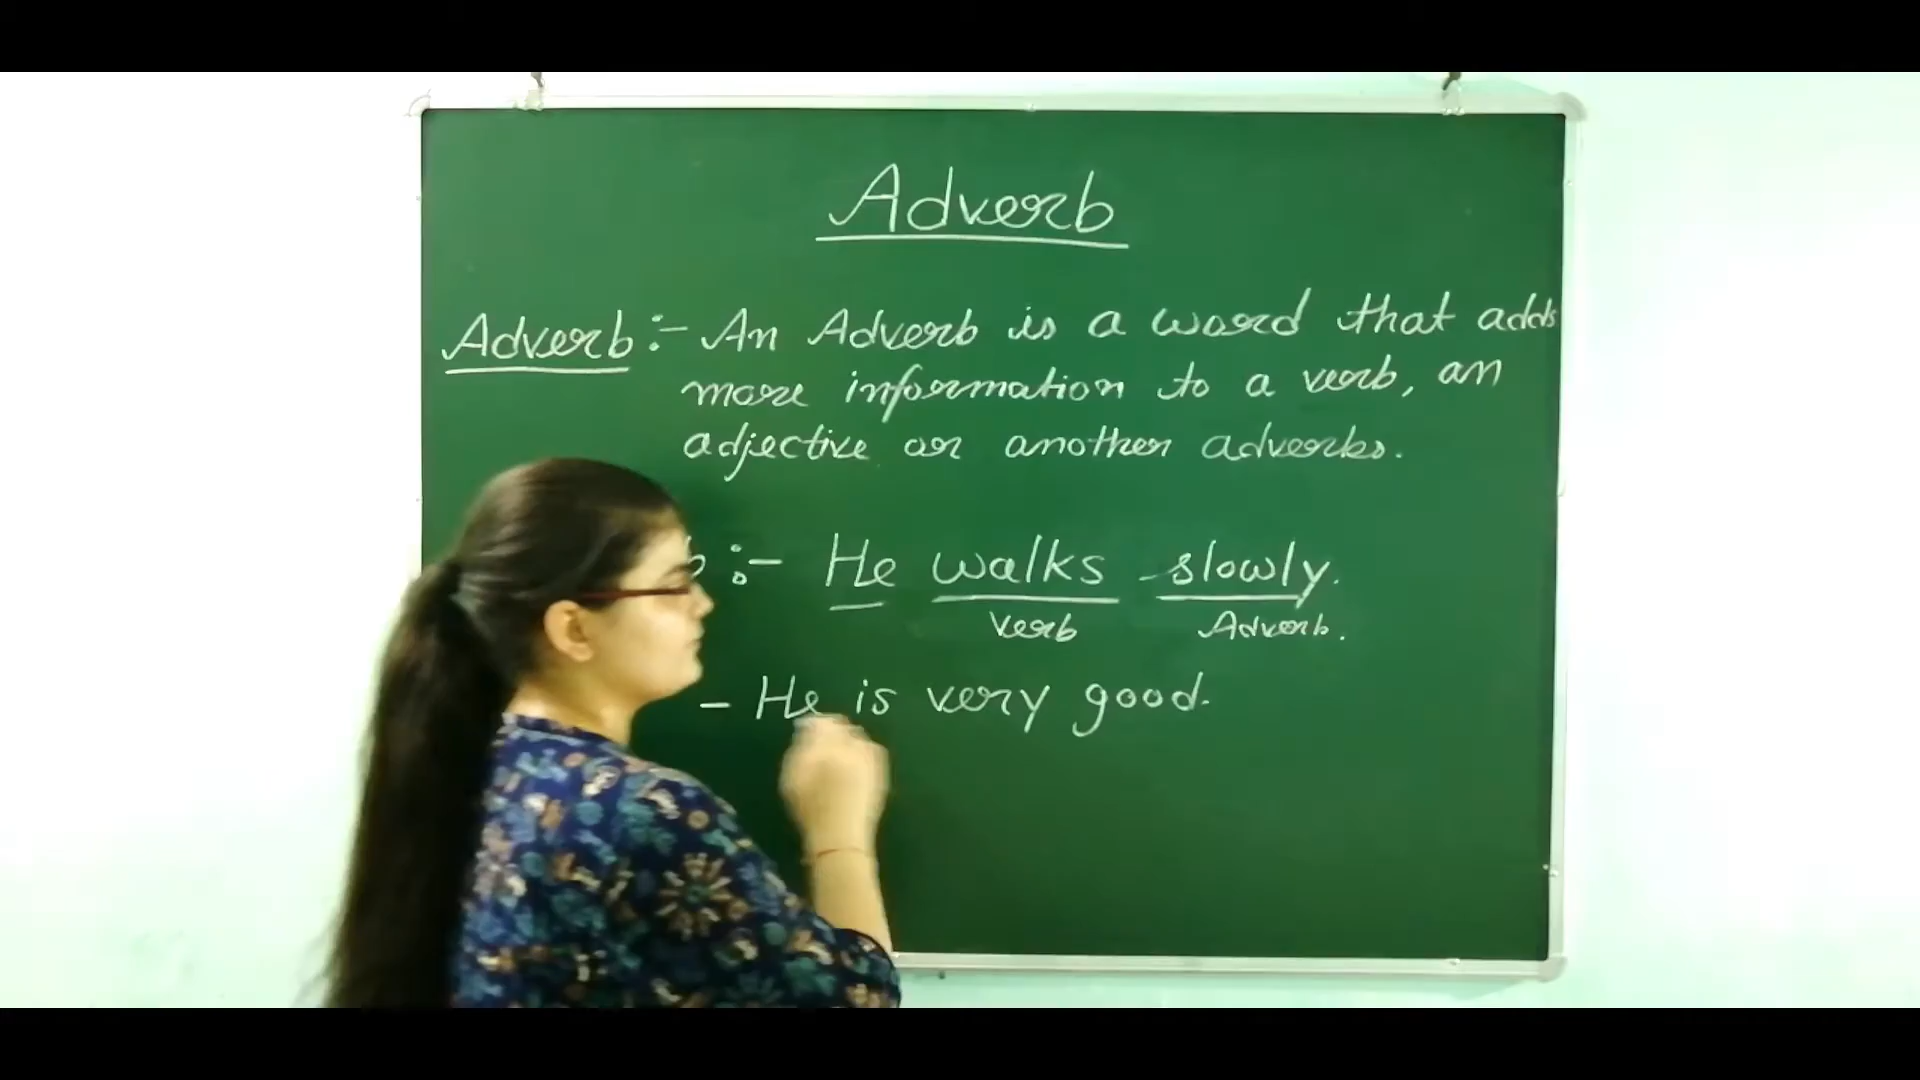 Adverb
Adverb :- An Adverb is a word that adds
more information to a verb, an
adjective or another adverbs.
:- He walks slowly.
verb Adverb.
- He is very good.